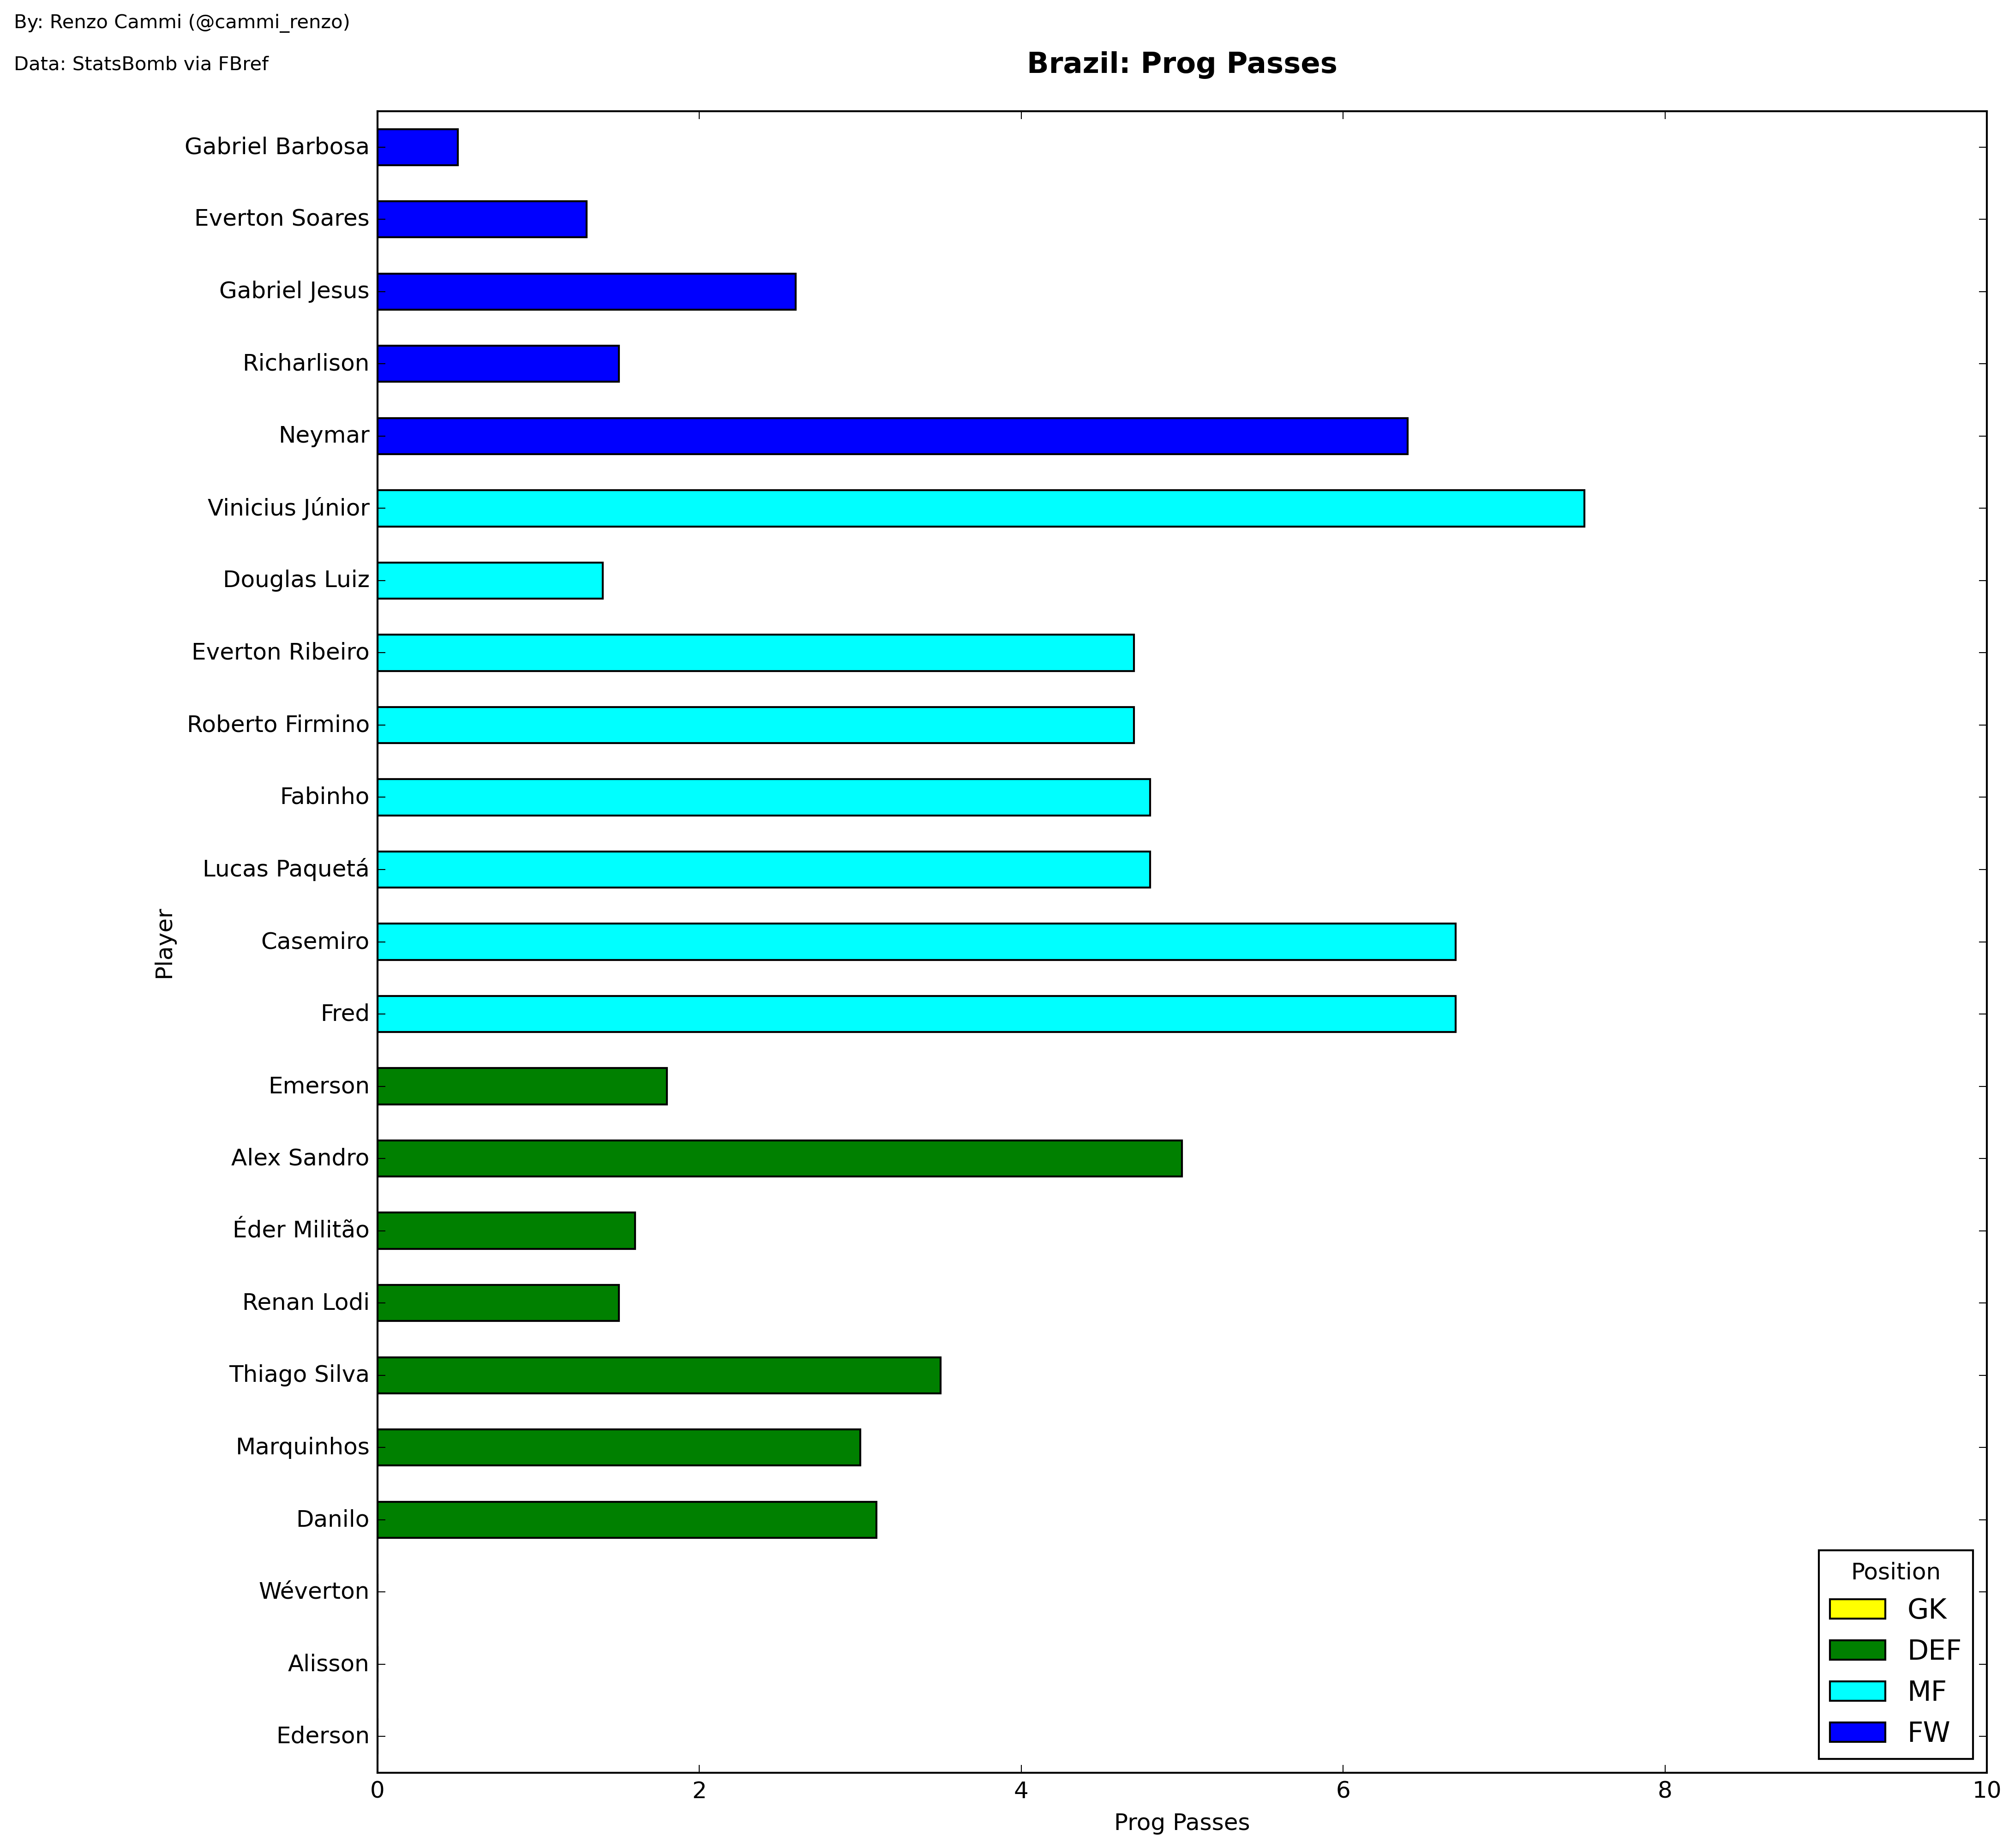 By: Renzo Cammi (@cammi_renzo)
Data: StatsBomb via FBref
Brazil: Prog Passes
Gabriel Barbosa
Everton Soares
Gabriel Jesus
Richarlison
Neymar
Vinicius Júnior
Douglas Luiz
Everton Ribeiro
Roberto Firmino
Fabinho
Lucas Paquetá
Casemiro
Fred
Emerson
Alex Sandro
Éder Militão
Renan Lodi
Thiago Silva
Marquinhos
Danilo
Wéverton
Alisson
Ederson
Player
Position
GK
DEF
MF
FW
0 2 4 6 8 10
Prog Passes